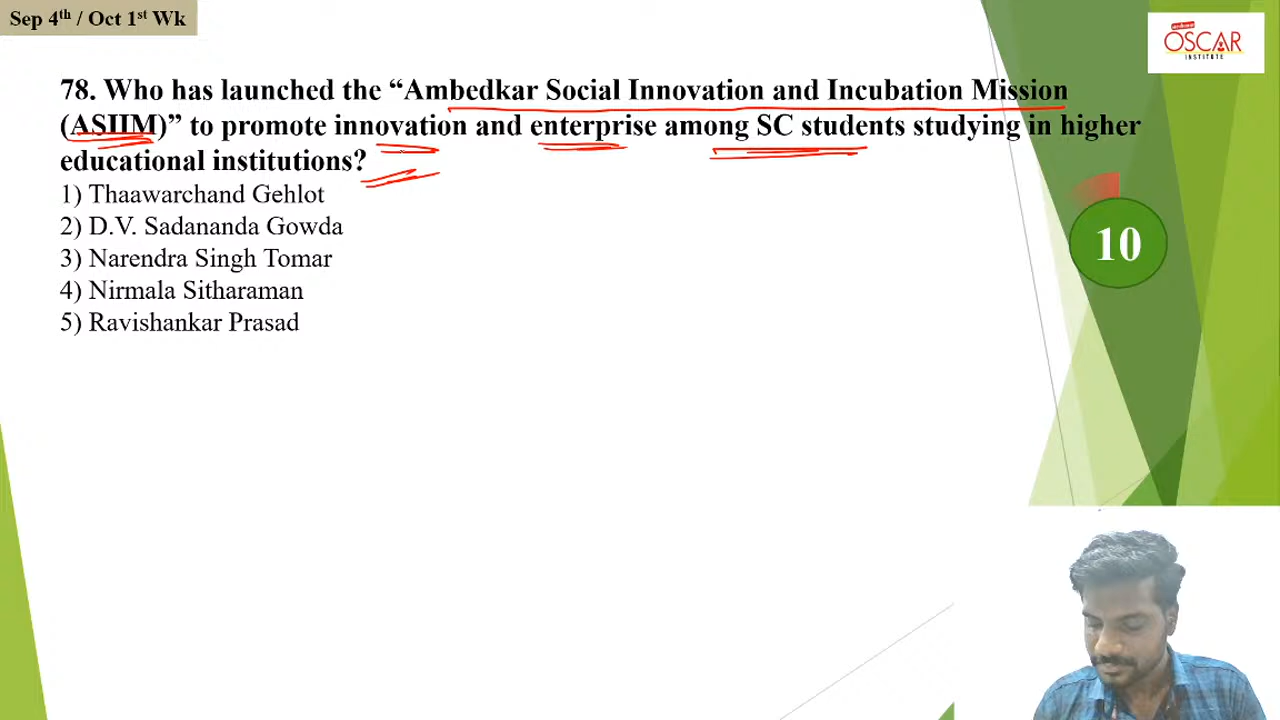 Sep 4th / Oct 1st Wk
OSCAR
INSTITUTE
78. Who has launched the “Ambedkar Social Innovation and Incubation Mission
(ASIIM)” to promote innovation and enterprise among SC students studying in higher
educational institutions?
1) Thaawarchand Gehlot
2) D.V. Sadananda Gowda
3) Narendra Singh Tomar
4) Nirmala Sitharaman
5) Ravishankar Prasad
10